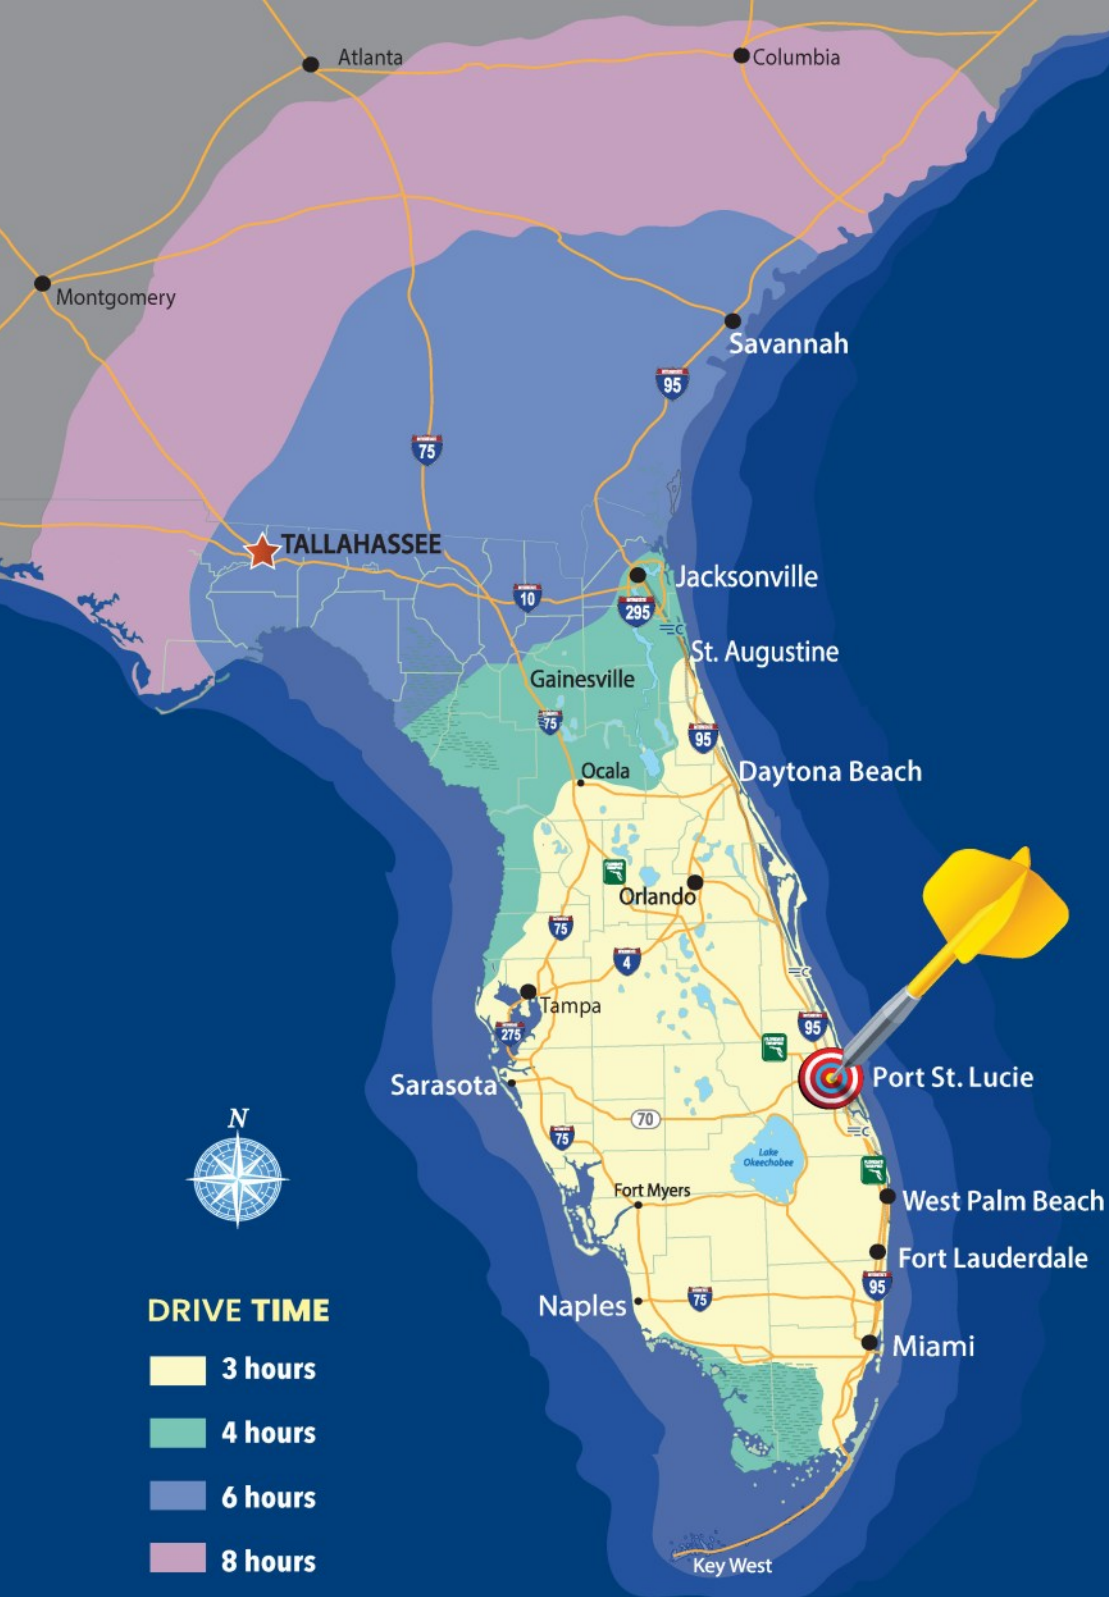 Atlanta
Columbia
Montgomery
Savannah
95
75
TALLAHASSEE
Jacksonville
10
295
St. Augustine
Gainesville
75
95
Ocala
Daytona Beach
Orlando
75
4
Tampa
95
275
Port St. Lucie
Sarasota
70
N
75
Lake
Okeechobee
Fort Myers
West Palm Beach
Fort Lauderdale
95
75
Naples
DRIVE TIME
Miami
3 hours
4 hours
6 hours
8 hours
Key West